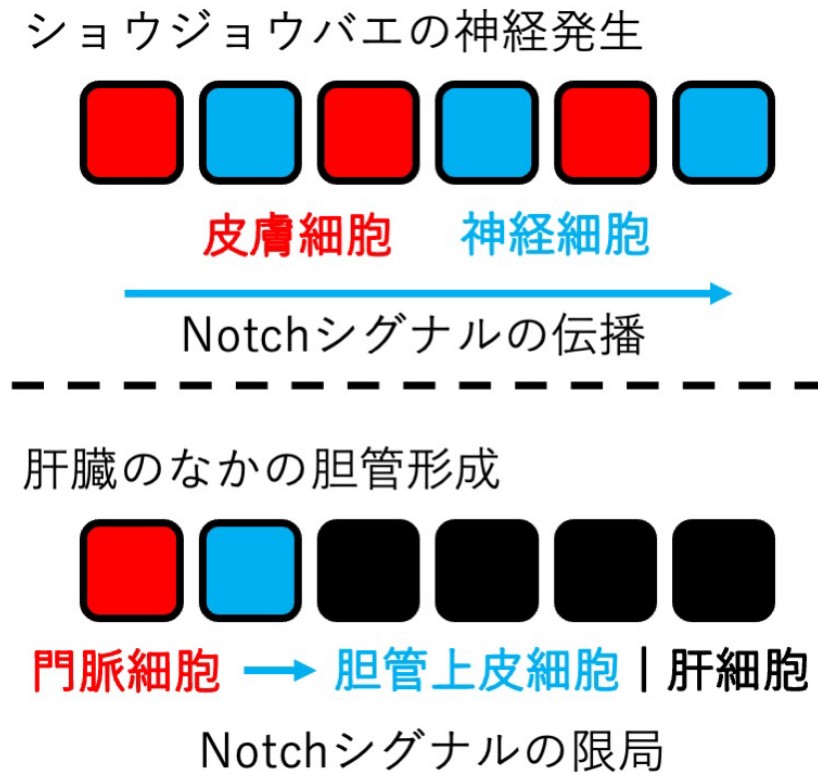 ショウジョウバエの神経発生
皮膚細胞 神経細胞
Notchシグナルの伝播
肝臓のなかの胆管形成
門脈細胞 → 胆管上皮細胞 | 肝細胞
Notchシグナルの限局